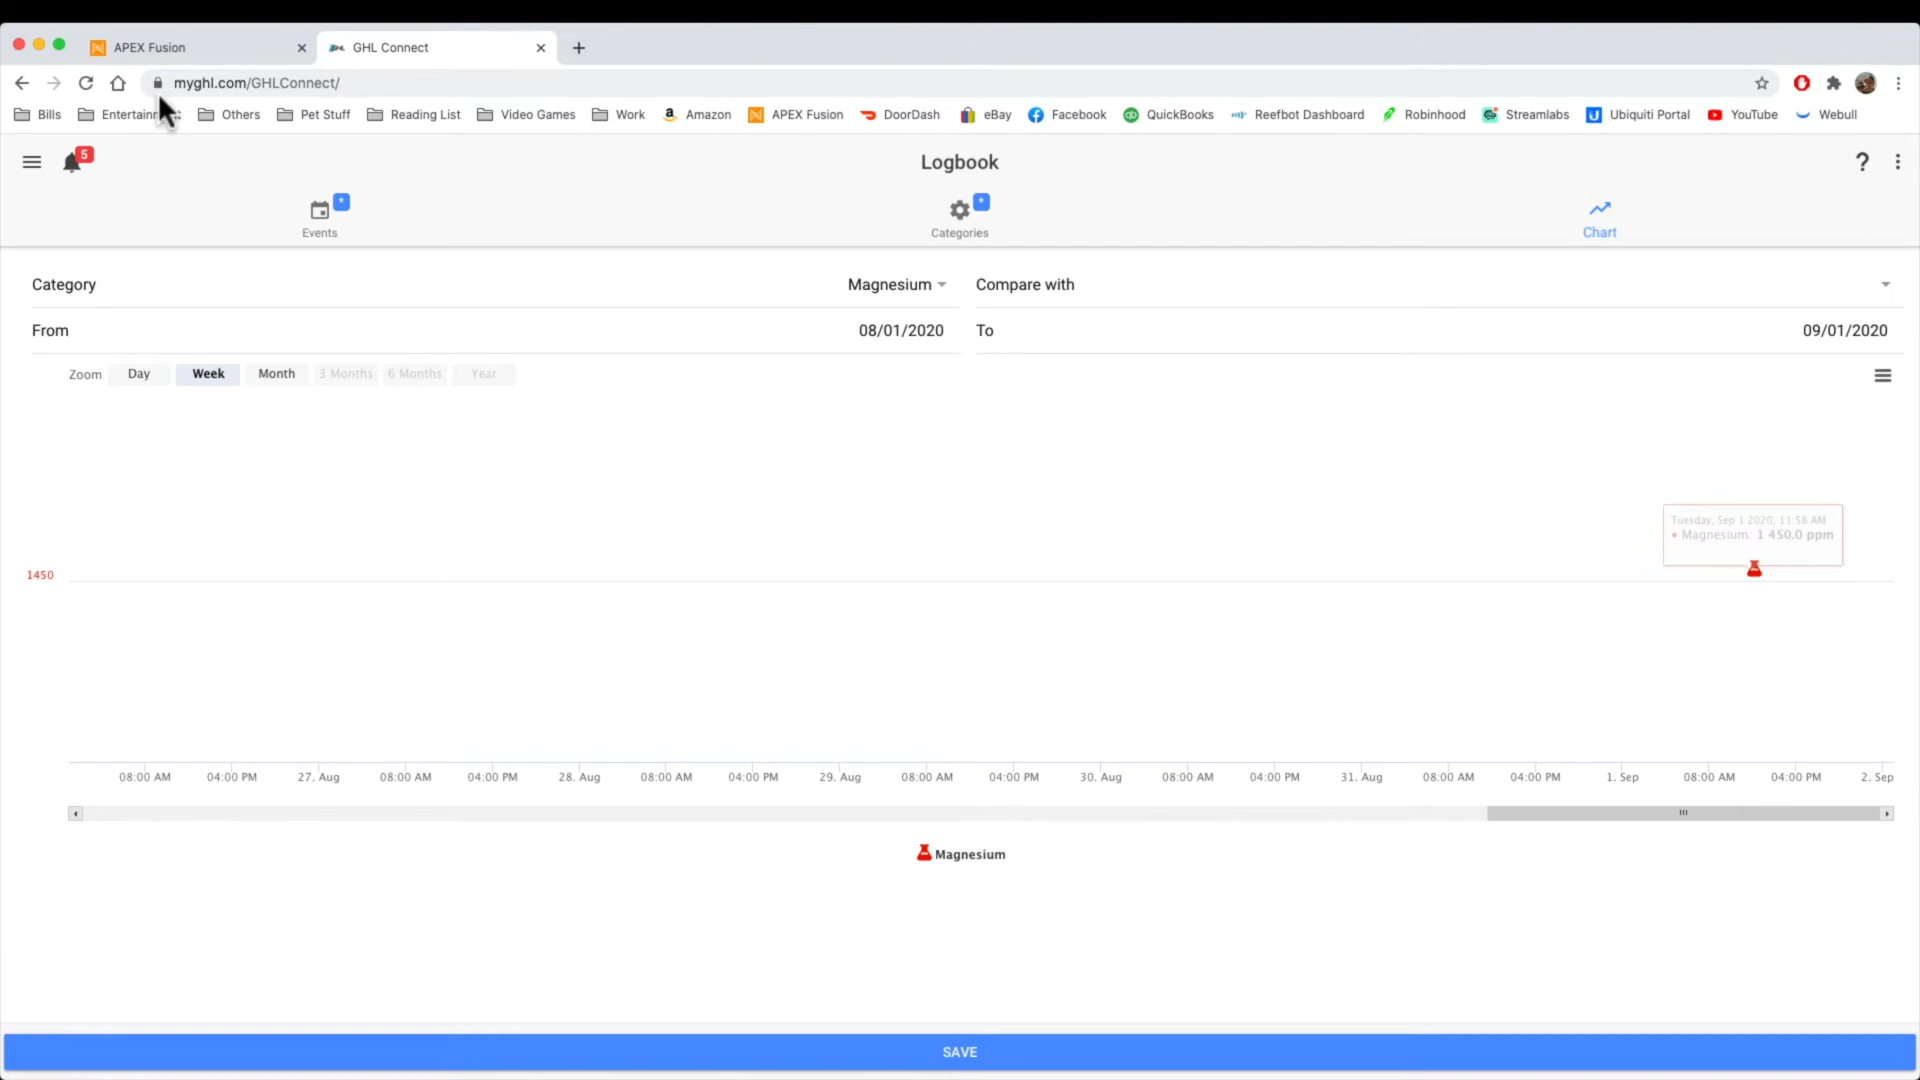 APEX Fusion
GHL Connect
myghl.com/GHLConnect/
Bills
Others
Pet Stuff
Reading List
Video Games
Work
Amazon
APEX Fusion
DoorDash
eBay
Facebook
QuickBooks
Reefbot Dashboard
Robinhood
Streamlabs
Ubiquiti Portal
YouTube
Webull
5
Logbook
?
*
Events
*
Categories
Chart
Category
Magnesium
Compare with
From
08/01/2020
To
09/01/2020
Zoom
Day
Week
Month
3 Months
6 Months
Year
Tuesday, Sep 1 2020, 11:58 AM
Magnesium: 1 450.0 ppm
1450
08:00 AM
04:00 PM
27. Aug
08:00 AM
04:00 PM
28. Aug
08:00 AM
04:00 PM
29. Aug
08:00 AM
04:00 PM
30. Aug
08:00 AM
04:00 PM
31. Aug
08:00 AM
04:00 PM
1. Sep
08:00 AM
04:00 PM
2. Sep
Magnesium
SAVE